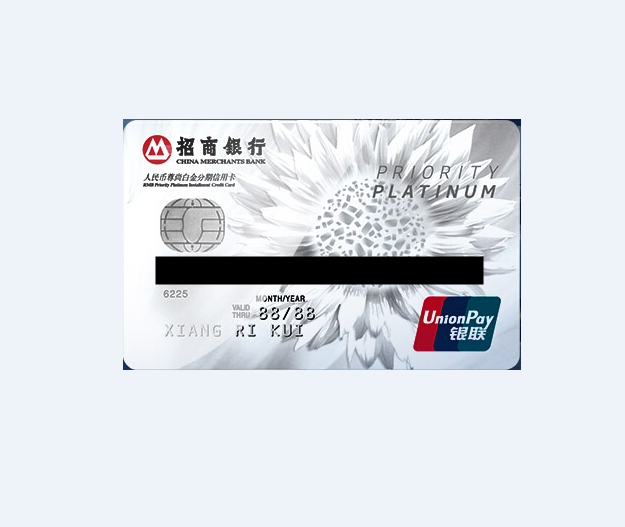 招商银行
CHINA MERCHANTS BANK
人民币尊尚白金分期信用卡
RMB Priority Platinum Installment Credit Card
PRIORITY
PLATINUM
6225
MONTH/YEAR
VALID
THRU 88/88
XIANG RI KUI
UnionPay
银联